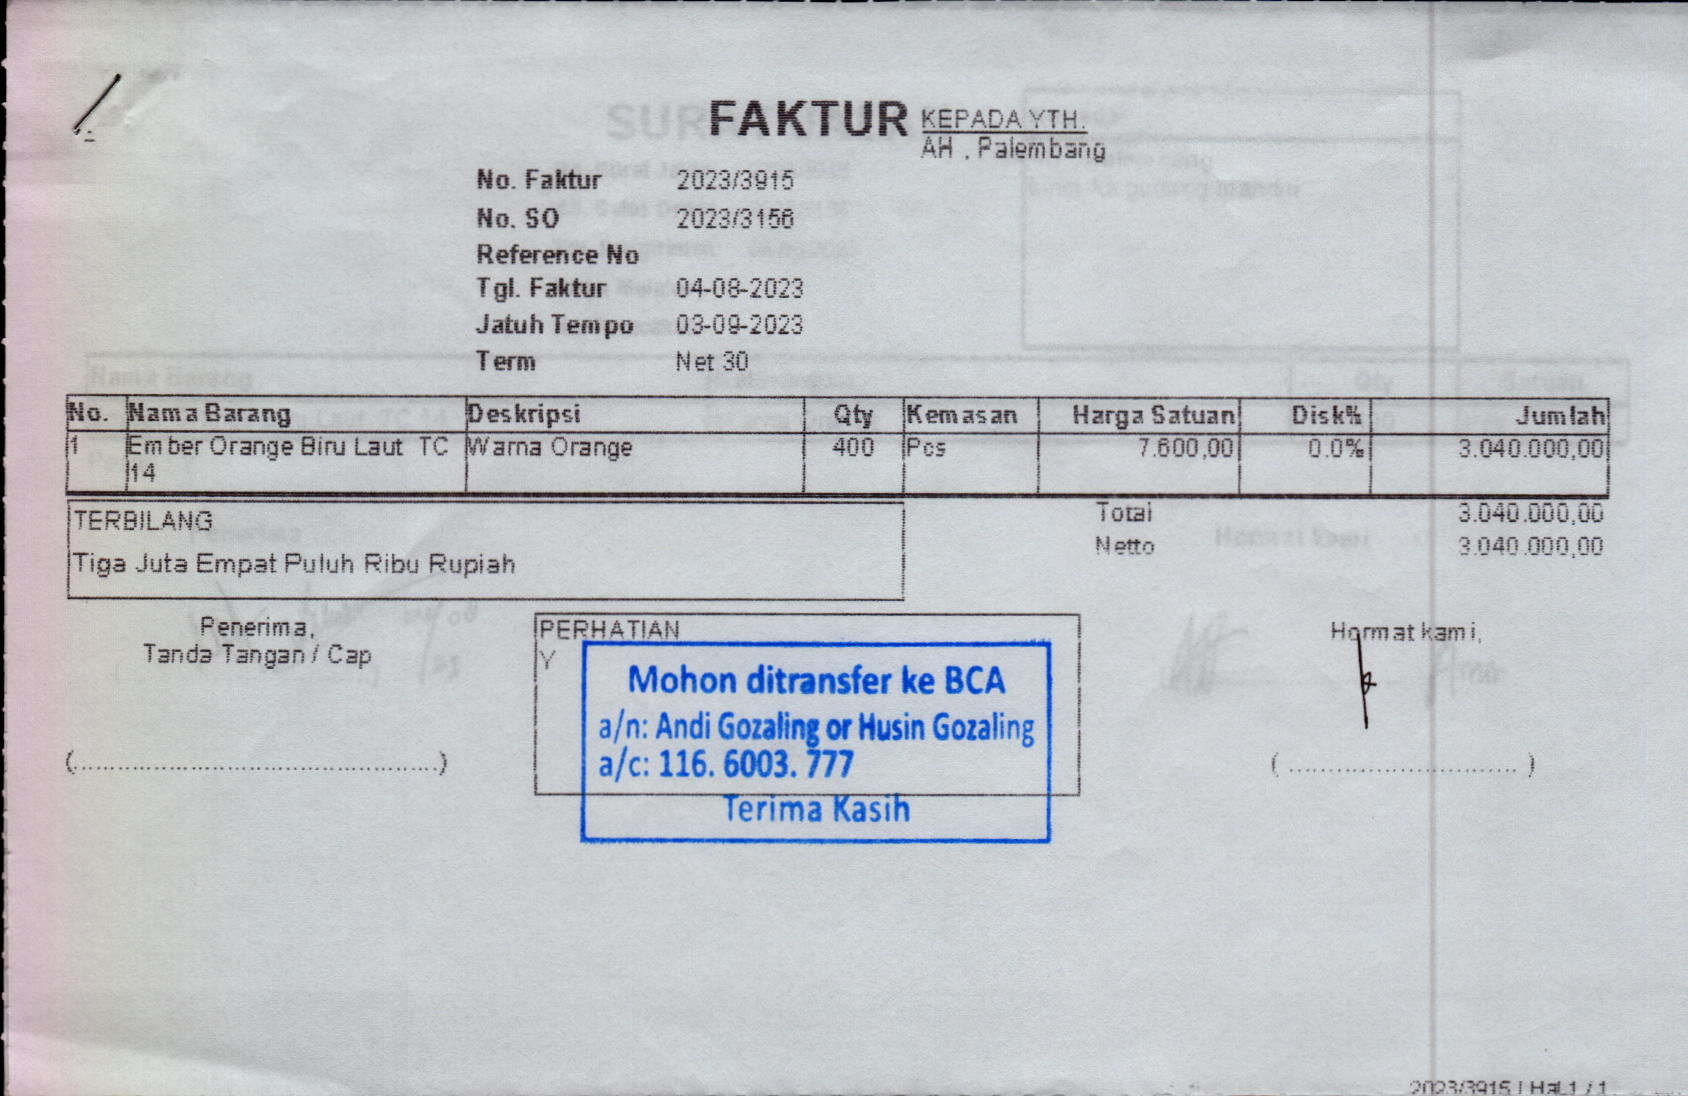 FAKTUR
KEPADA YTH.
AH , Palembang
No. Faktur 2023/3915
No. SO 2023/3156
Reference No
Tgl. Faktur 04-08-2023
Jatuh Tempo 03-09-2023
Term Net 30
No. Nama Barang Deskripsi Qty Kemasan Harga Satuan Disk% Jumlah
1 Ember Orange Biru Laut TC Warna Orange 400 Pcs 7.600,00 0.0% 3.040.000,00
14
Total 3.040.000,00
Netto 3.040.000,00
TERBILANG
Tiga Juta Empat Puluh Ribu Rupiah
Penerima,
Tanda Tangan / Cap
(..........................................)
PERHATIAN
Y
Mohon ditransfer ke BCA
a/n: Andi Gozaling or Husin Gozaling
a/c: 116. 6003. 777
Terima Kasih
Hormat kami,
( ............................ )
2023/3915 | Hal.1 / 1